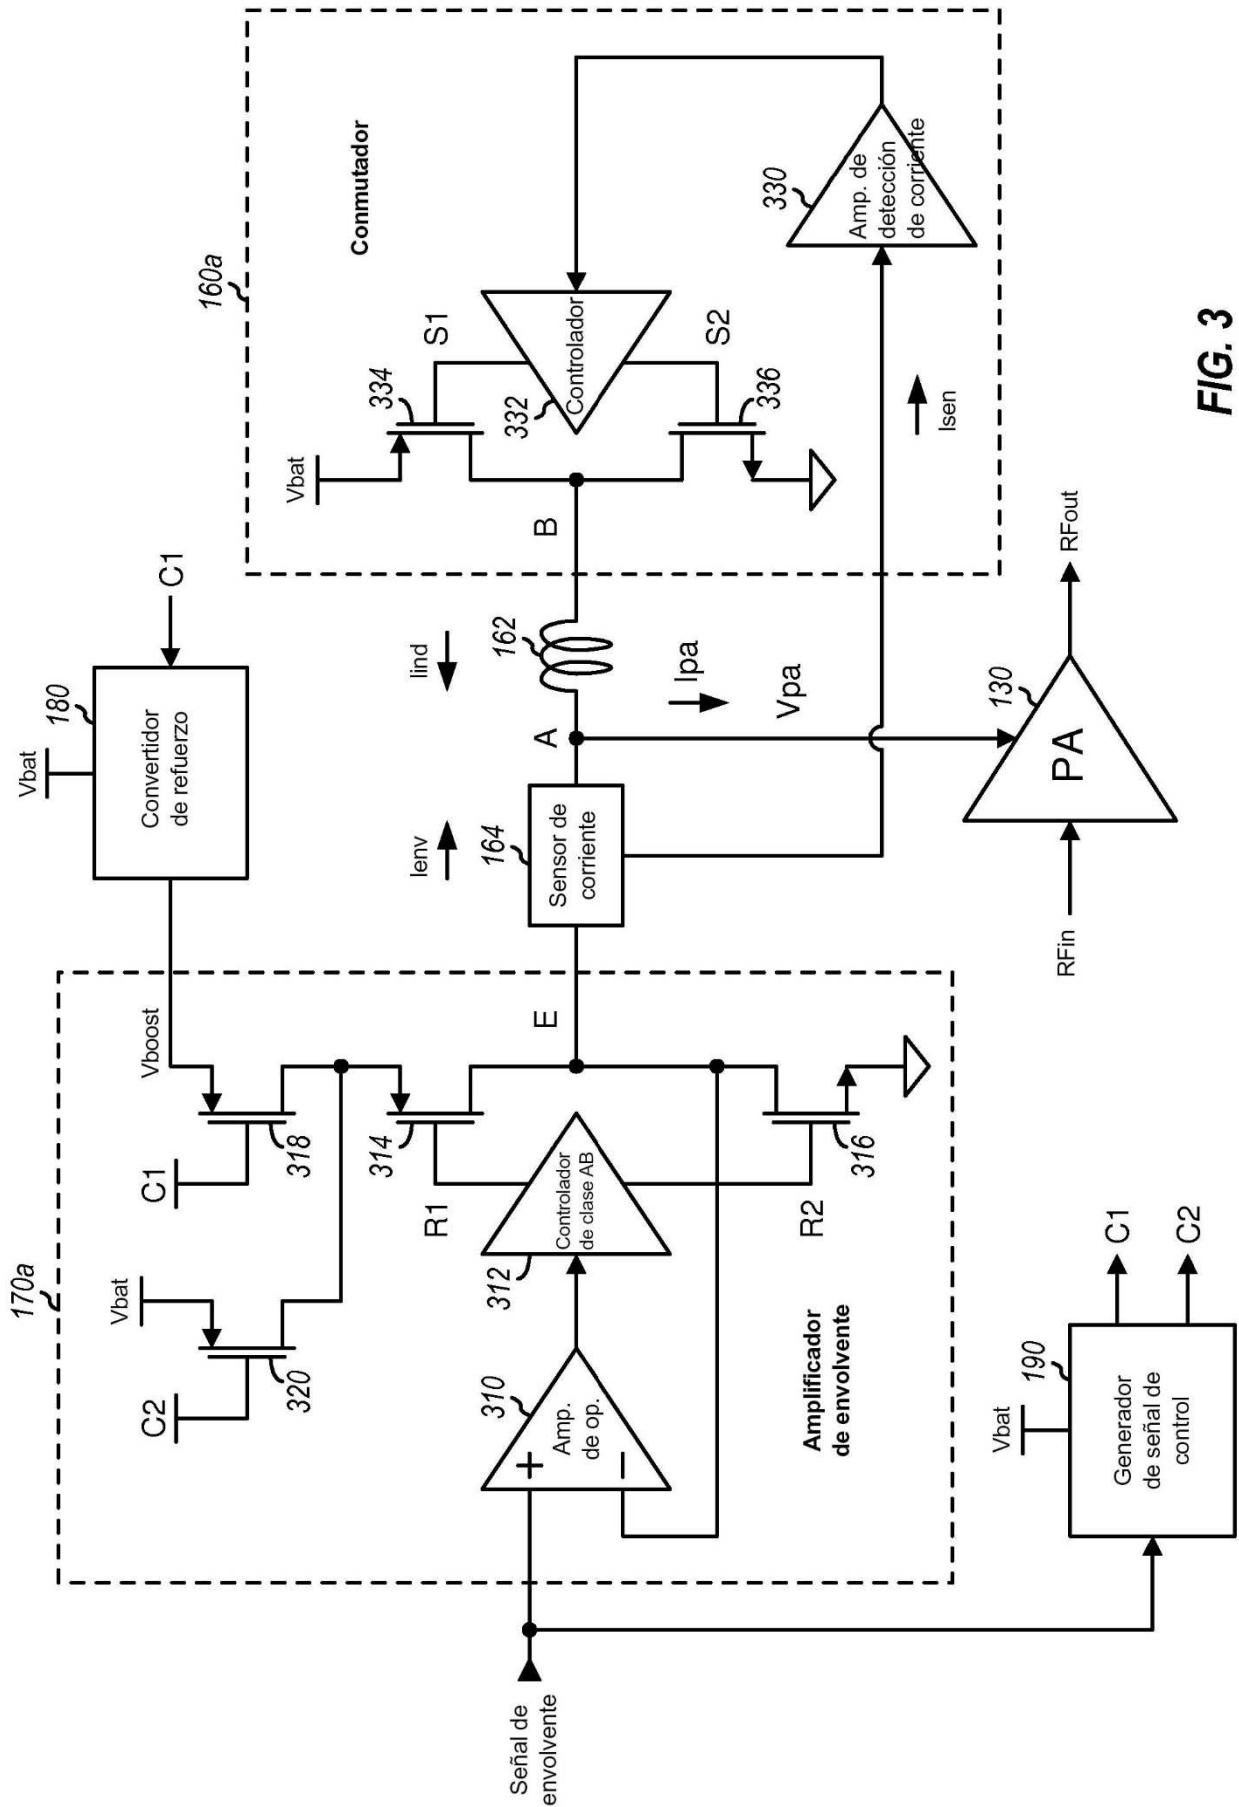 160a
Conmutador
Vbat
334
S1
332
Controlador
B
S2
336
330
Amp. de
detección
de corriente
Isen
Vbat
180
Convertidor
de refuerzo
C1
Iind
162
Ienv
164
Sensor de
corriente
A
Ipa
Vpa
130
PA
RFin
RFout
170a
Vboost
C1
318
Vbat
C2
320
314
R1
E
312
Controlador
de clase AB
R2
316
310
Amp.
de op.
+
−
Amplificador
de envolvente
Señal de
envolvente
Vbat
190
Generador
de señal de
control
C1
C2
FIG. 3